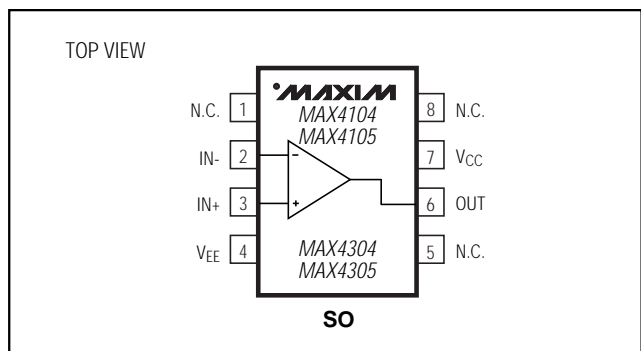 TOP VIEW
MAXIM
N.C. 1
MAX4104
8 N.C.
MAX4105
IN- 2
-
7 VCC
IN+ 3
+
6 OUT
VEE 4
MAX4304
5 N.C.
MAX4305
SO